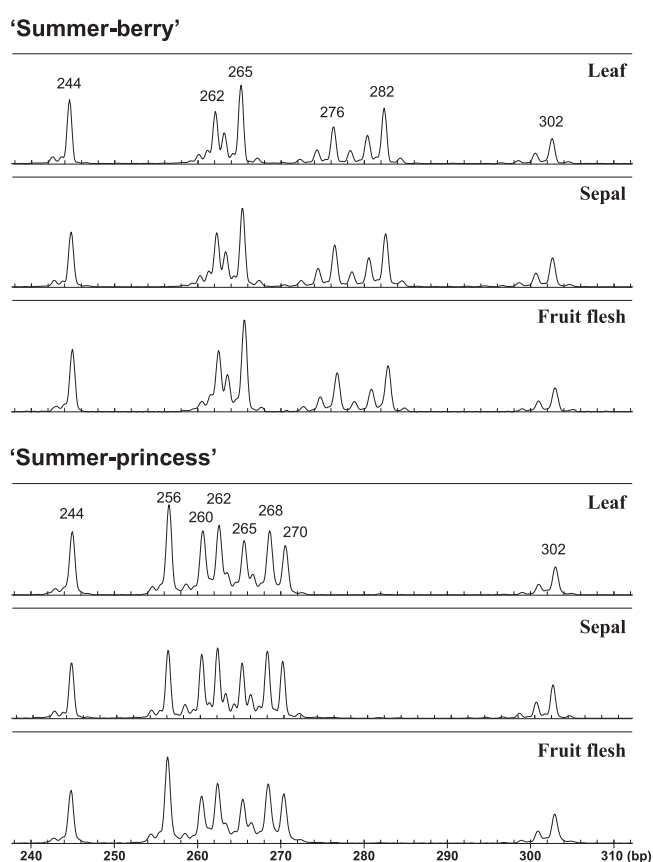 ‘Summer-berry’
Leaf
244 262 265 276 282 302
Sepal
Fruit flesh
‘Summer-princess’
Leaf
244 256 260 262 265 268 270 302
Sepal
Fruit flesh
240 250 260 270 280 290 300 310 (bp)